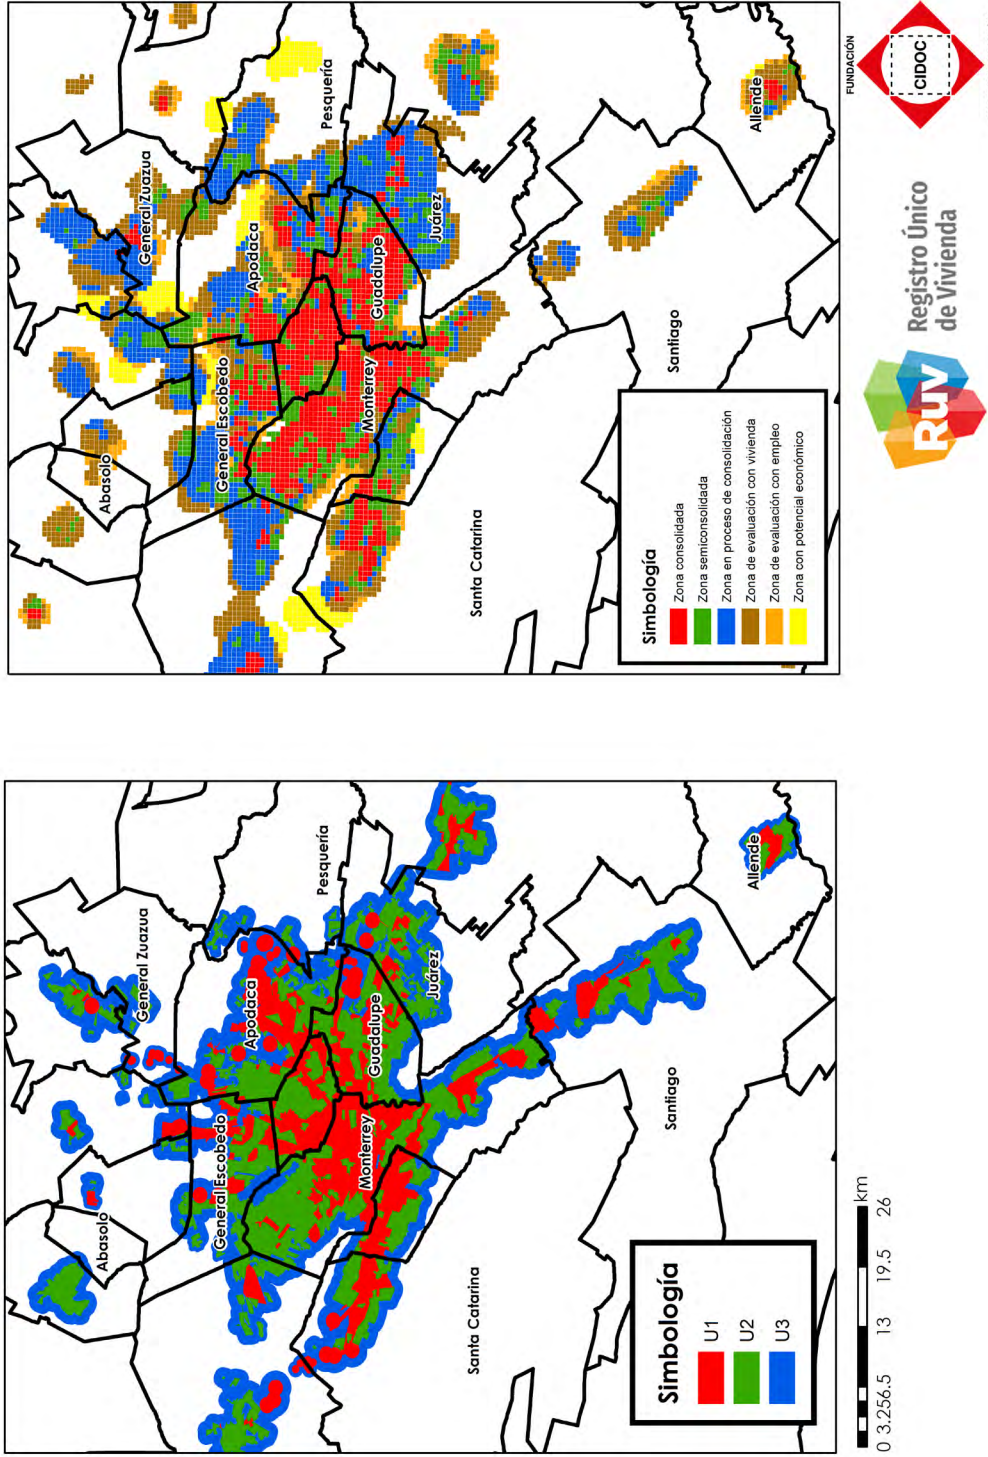 Abasolo
General Zuazua
Pesquería
General Escobedo
Apodaca
Guadalupe
Juárez
Monterrey
Santa Catarina
Santiago
Allende
Simbología
U1
U2
U3
0 3.256.5 13 19.5 26 km
Abasolo
General Zuazua
Pesquería
General Escobedo
Apodaca
Guadalupe
Juárez
Monterrey
Santa Catarina
Santiago
Allende
Simbología
Zona consolidada
Zona semiconsolidada
Zona en proceso de consolidación
Zona de evaluación con vivienda
Zona de evaluación con empleo
Zona con potencial económico
Ruv
Registro Único
de Vivienda
FUNDACIÓN
CIDOC